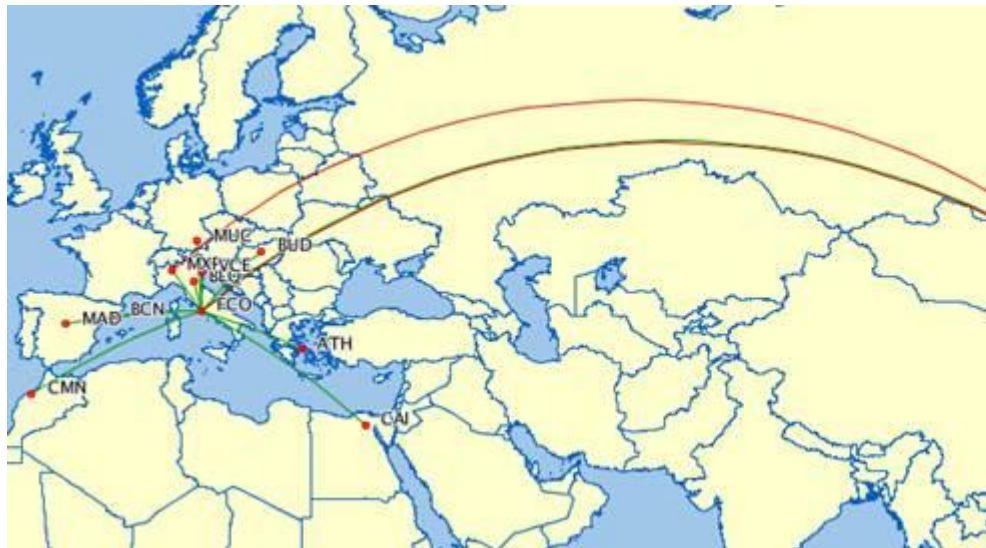 MUC
BUD
MXP
VCE
BLQ
BCN
FCO
MAD
ATH
CMN
CAI